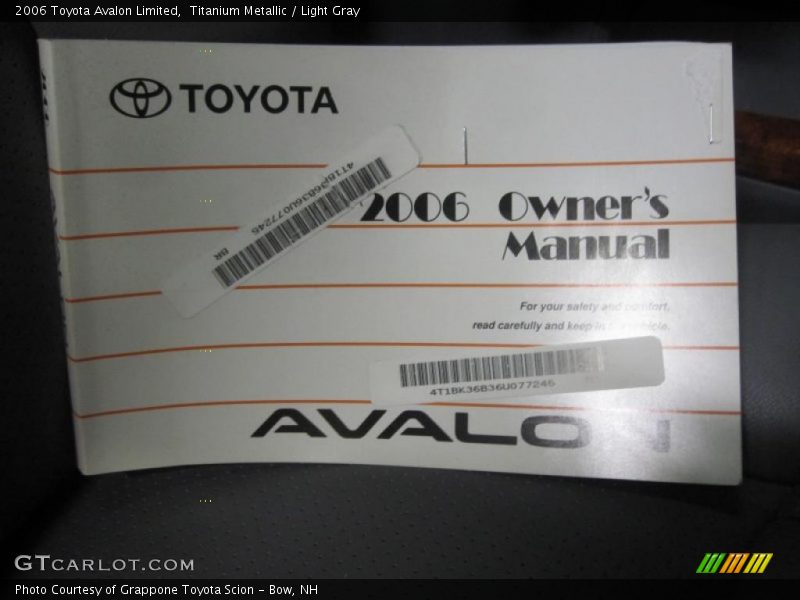 2006 Toyota Avalon Limited, Titanium Metallic / Light Gray
TOYOTA
4T1BK36B36U077246
BR
2006 Owner's
Manual
For your safety and comfort,
read carefully and keep in the vehicle.
4T1BK36B36U077246
AVALON
GTCARLOT.COM
Photo Courtesy of Grappone Toyota Scion - Bow, NH